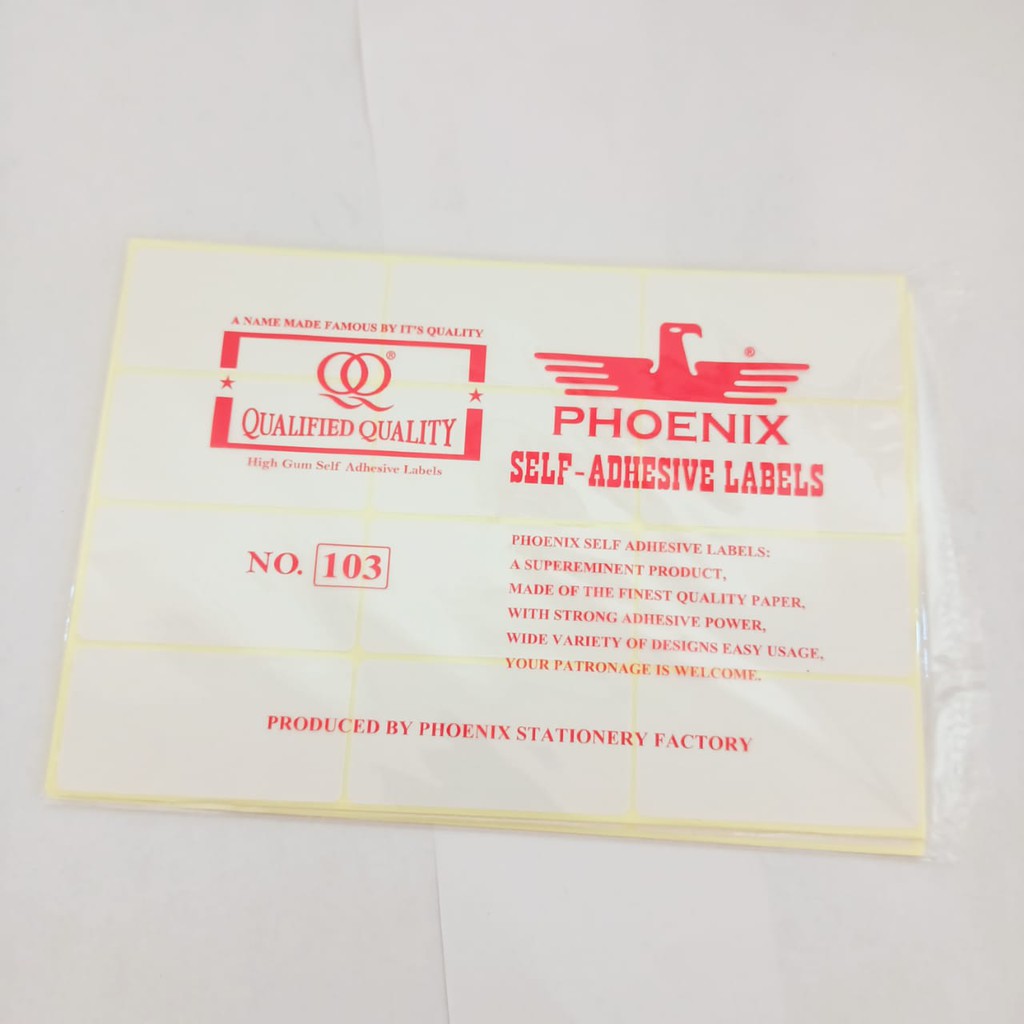 A NAME MADE FAMOUS BY IT'S QUALITY
QQ®
QUALIFIED QUALITY
High Gum Self Adhesive Labels
®
PHOENIX
SELF-ADHESIVE LABELS
NO. 103
PHOENIX SELF ADHESIVE LABELS:
A SUPEREMINENT PRODUCT,
MADE OF THE FINEST QUALITY PAPER,
WITH STRONG ADHESIVE POWER,
WIDE VARIETY OF DESIGNS EASY USAGE,
YOUR PATRONAGE IS WELCOME.
PRODUCED BY PHOENIX STATIONERY FACTORY